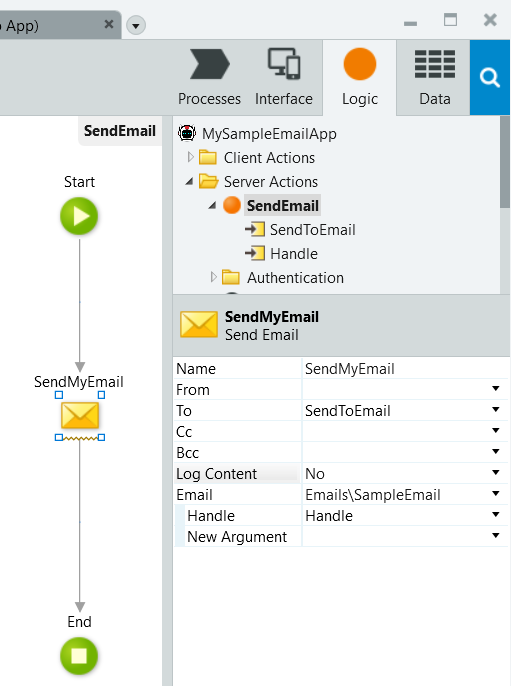 App)
Processes
Interface
Logic
Data
SendEmail
Start
SendMyEmail
End
MySampleEmailApp
Client Actions
Server Actions
SendEmail
SendToEmail
Handle
Authentication
SendMyEmail
Send Email
Name SendMyEmail
From
To SendToEmail
Cc
Bcc
Log Content No
Email Emails\SampleEmail
Handle Handle
New Argument